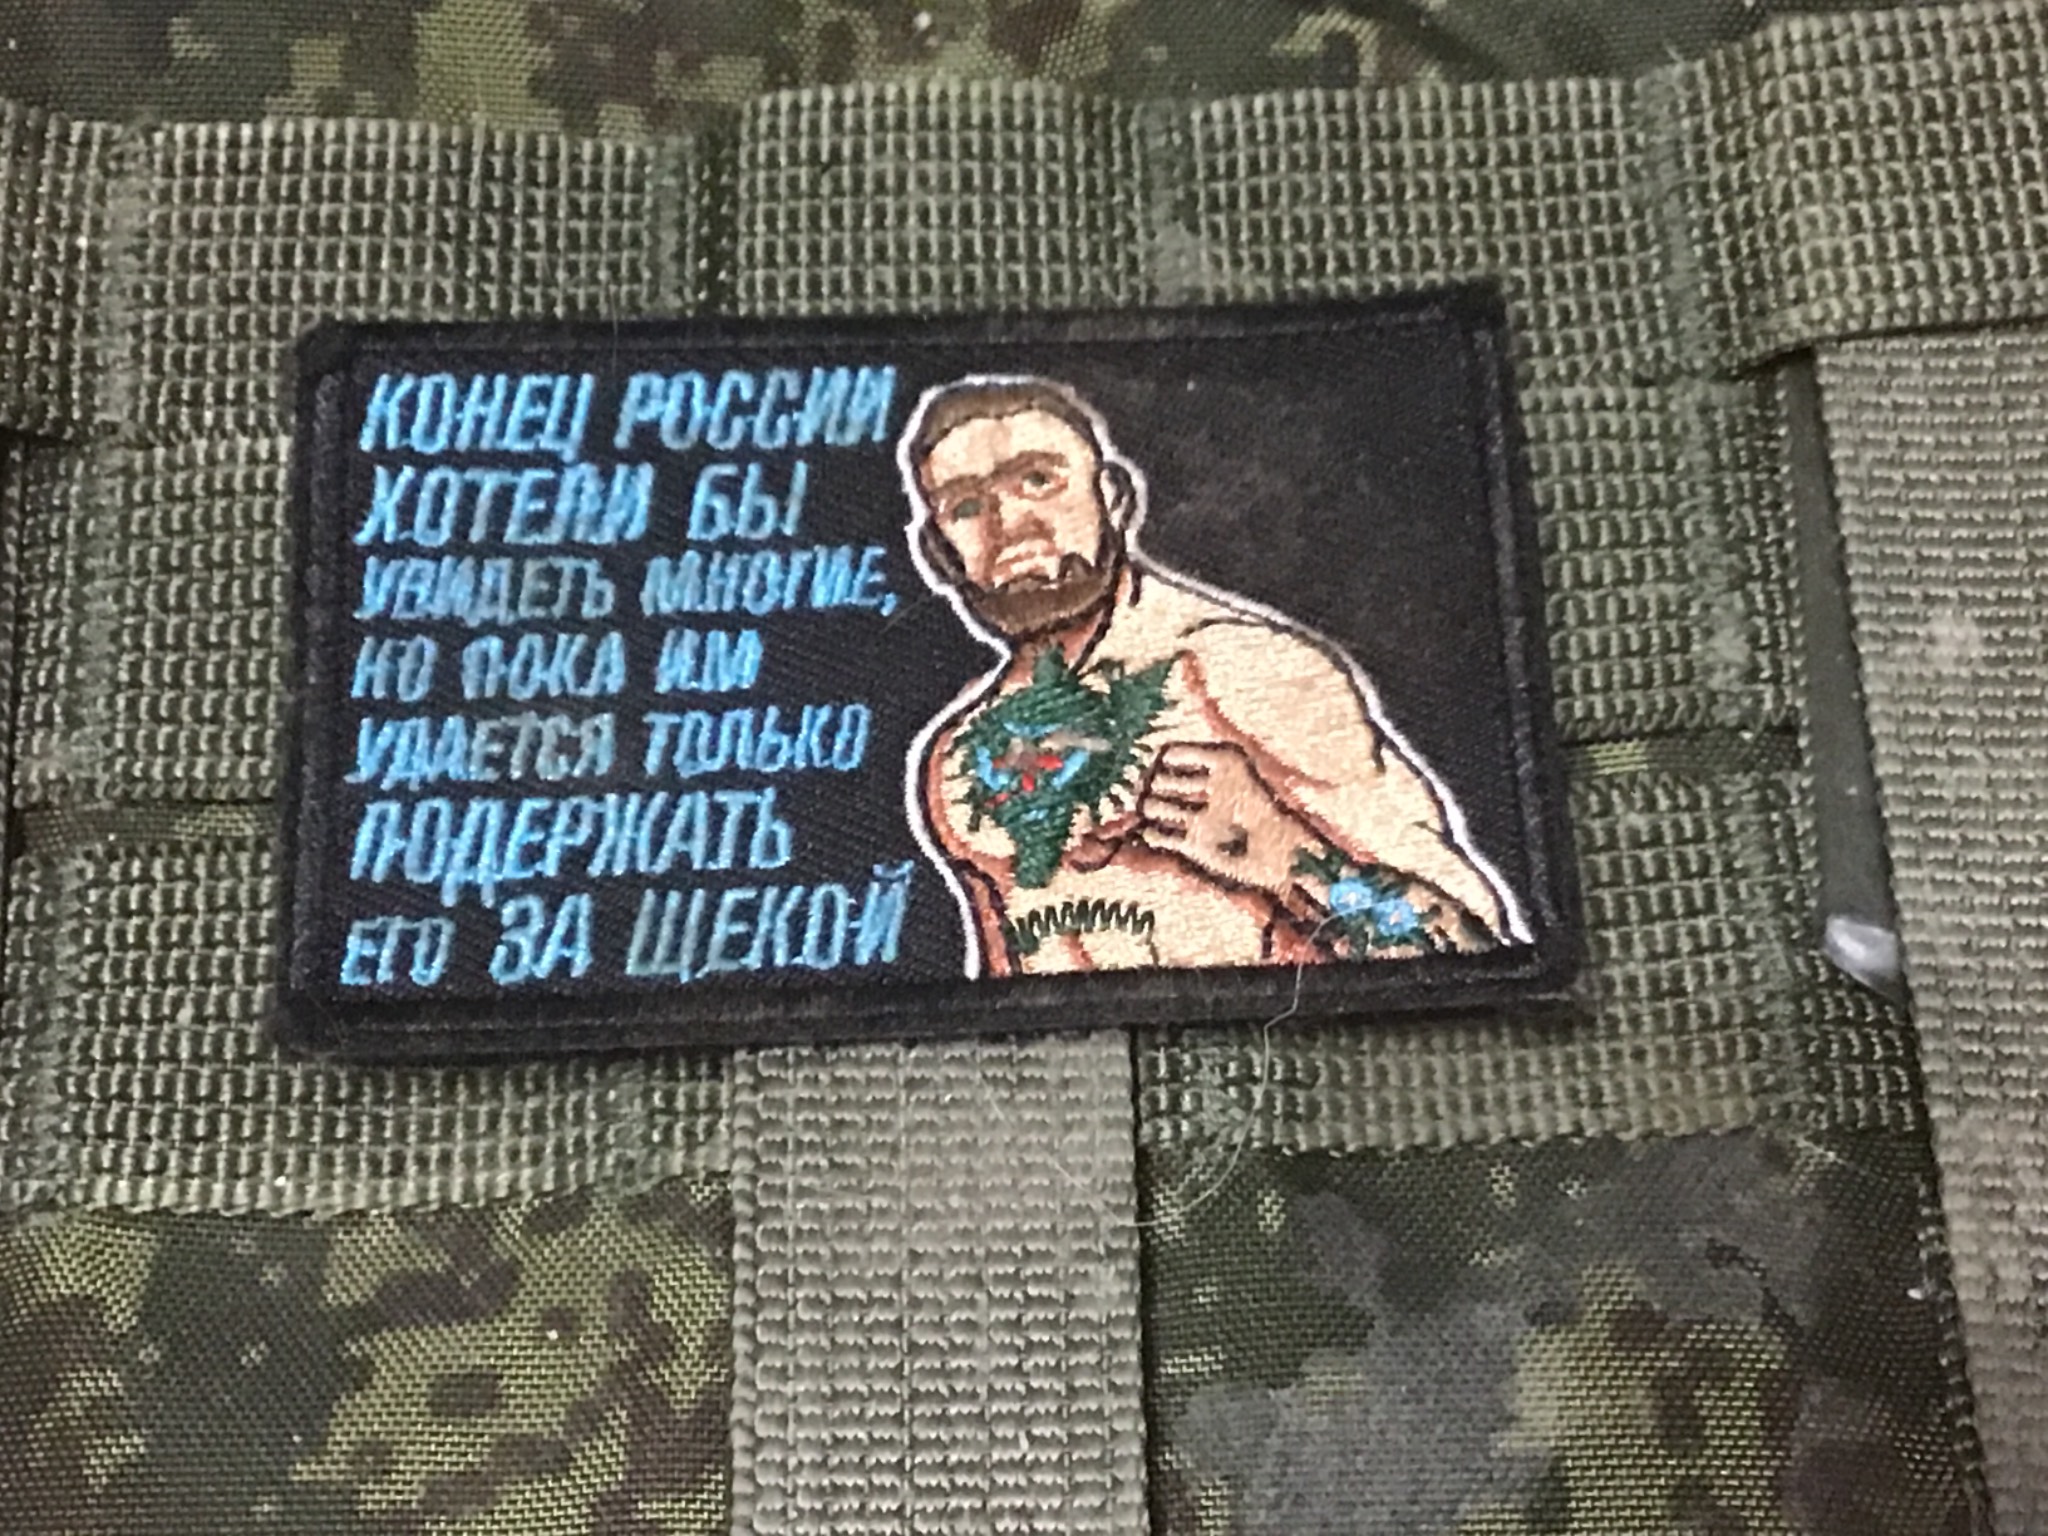 КОНЕЦ РОССИИ
ХОТЕЛИ БЫ
УВИДЕТЬ МНОГИЕ,
НО ПОКА ИМ
УДАЕТСЯ ТОЛЬКО
ПОДЕРЖАТЬ
ЕГО ЗА ЩЕКОЙ